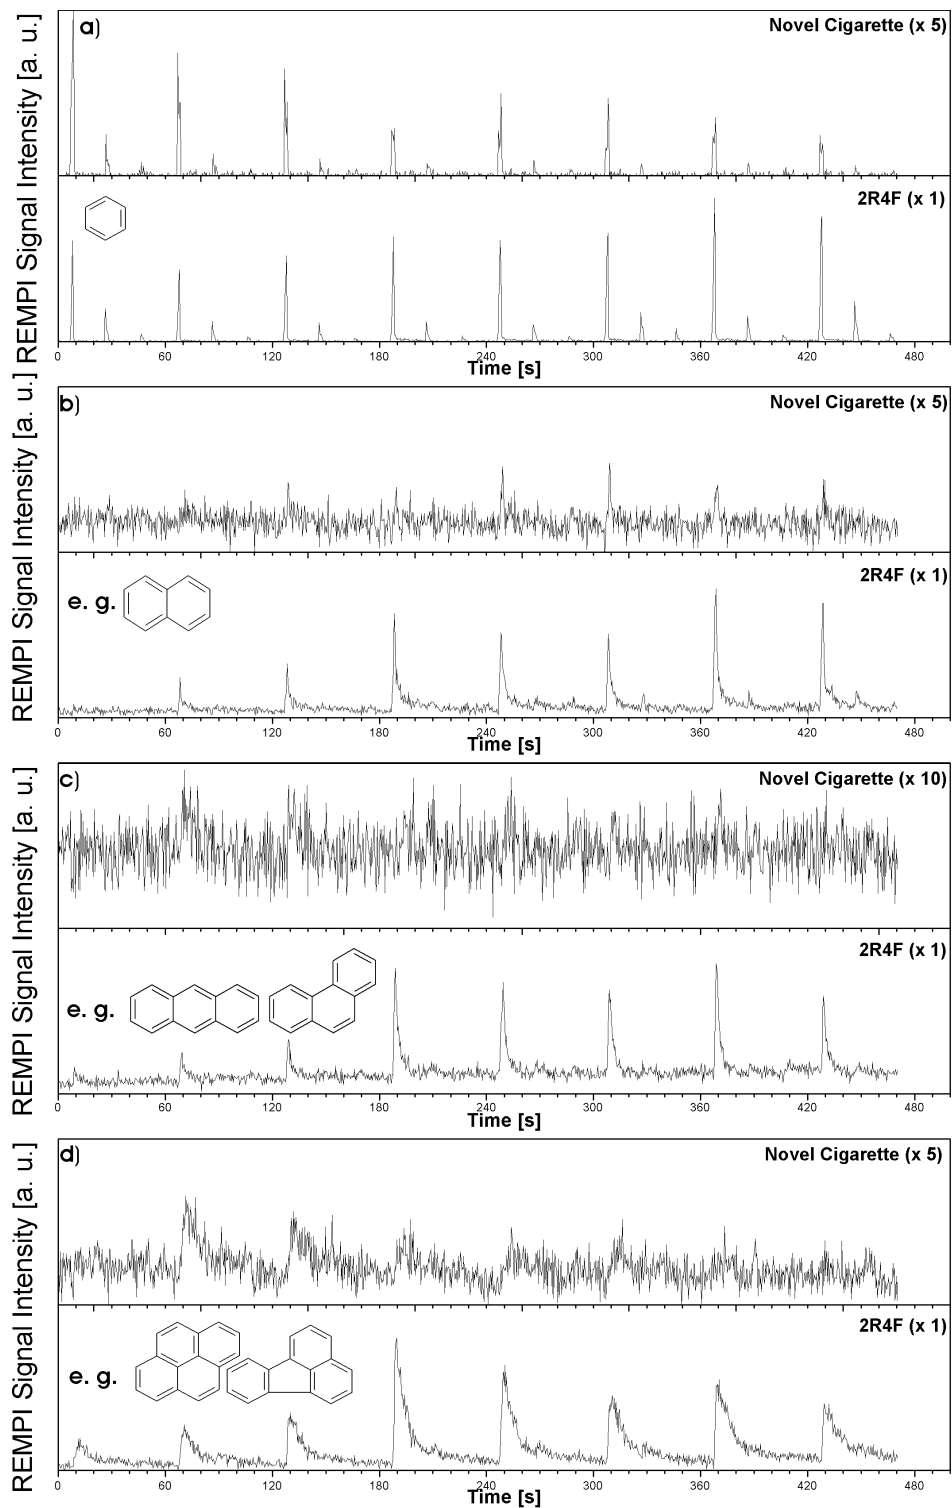 a)
Novel Cigarette (x 5)
REMPI Signal Intensity [a. u.]
2R4F (x 1)
0 60 120 180 240 300 360 420 480
Time [s]
b)
Novel Cigarette (x 5)
REMPI Signal Intensity [a. u.]
2R4F (x 1)
e. g.
0 60 120 180 240 300 360 420 480
Time [s]
c)
Novel Cigarette (x 10)
REMPI Signal Intensity [a. u.]
2R4F (x 1)
e. g.
0 60 120 180 240 300 360 420 480
Time [s]
d)
Novel Cigarette (x 5)
REMPI Signal Intensity [a. u.]
2R4F (x 1)
e. g.
0 60 120 180 240 300 360 420 480
Time [s]